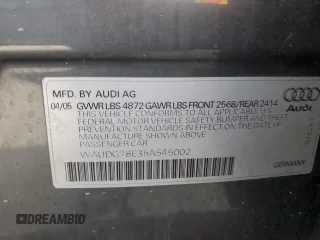 MFD. BY AUDI AG
04/05 GVWR LBS 4872 GAWR LBS FRONT 2568/REAR 2414
THIS VEHICLE CONFORMS TO ALL APPLICABLE U.S.
FEDERAL MOTOR VEHICLE SAFETY, BUMPER AND THEFT
PREVENTION STANDARDS IN EFFECT ON THE DATE OF
MANUFACTURE SHOWN ABOVE
PASSENGER CAR
WAUDG78E35A545002
Audi
GERMANY
DREAMBID